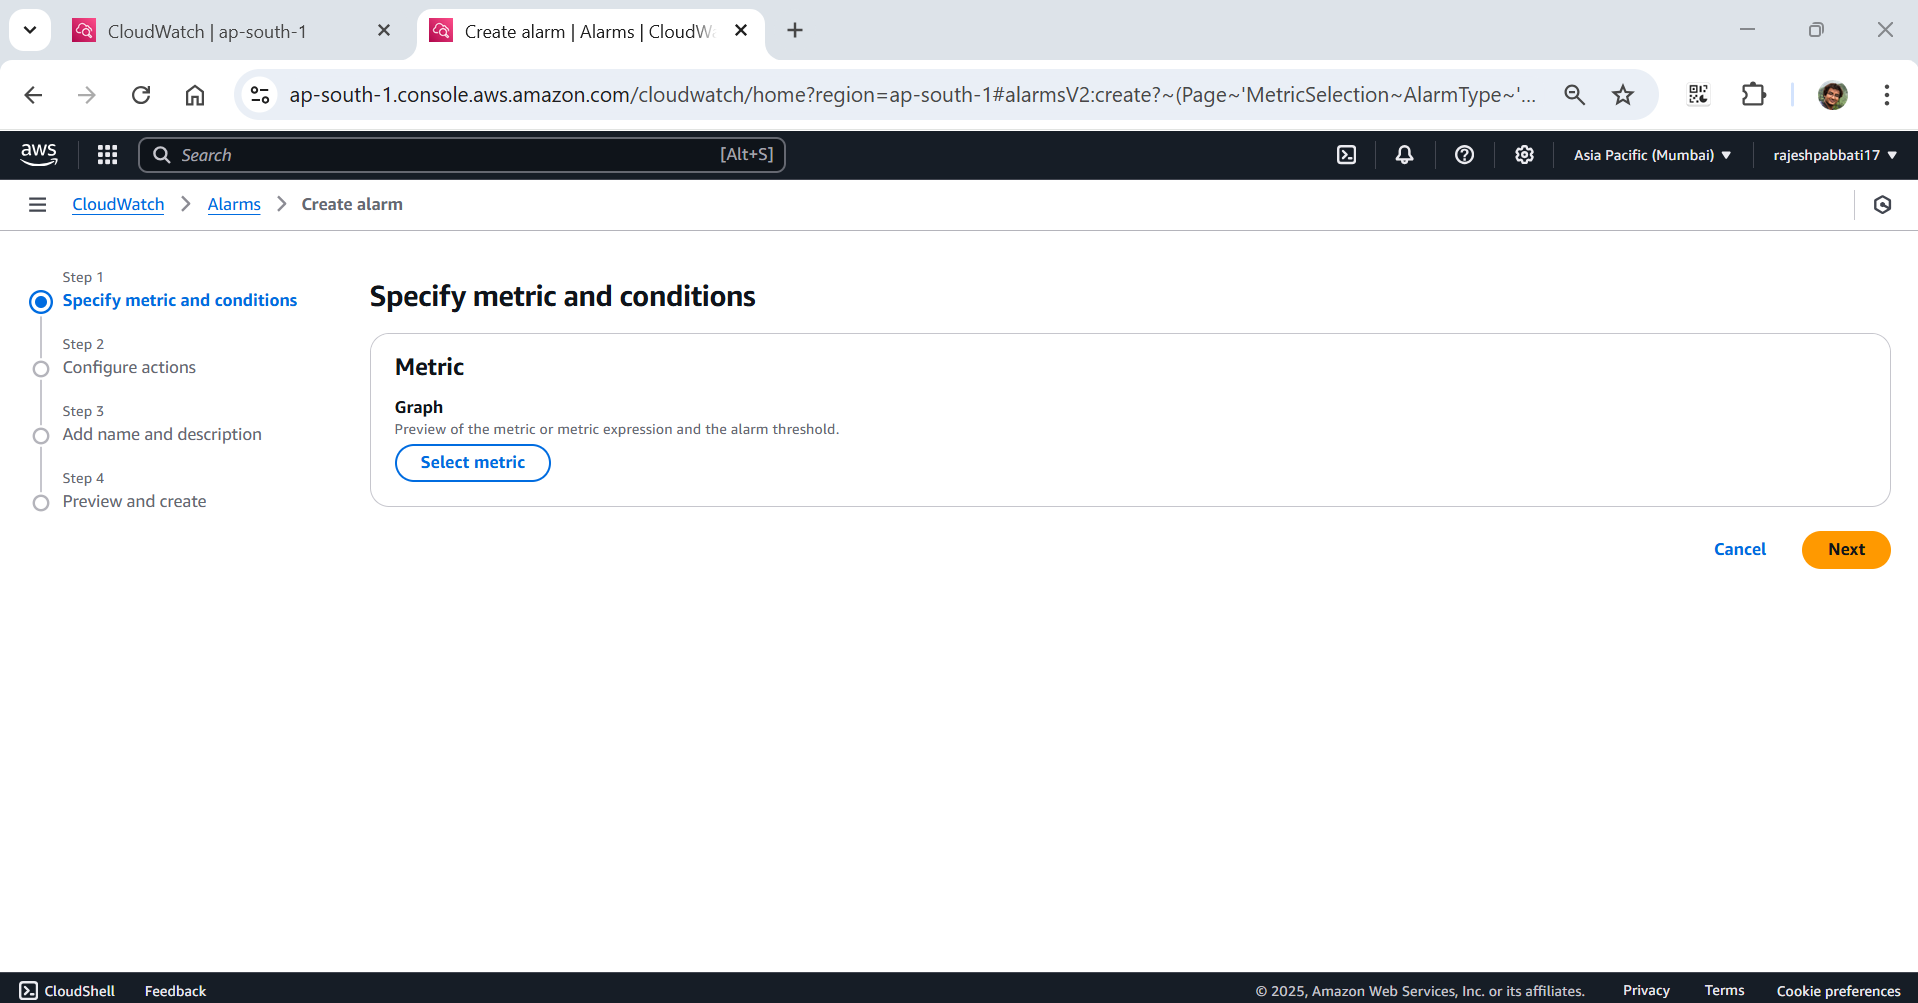 CloudWatch | ap-south-1
Create alarm | Alarms | CloudW
ap-south-1.console.aws.amazon.com/cloudwatch/home?region=ap-south-1#alarmsV2:create?~(Page~'MetricSelection~AlarmType~'...
aws
Search
[Alt+S]
Asia Pacific (Mumbai)
rajeshpabbati17
CloudWatch
Alarms
Create alarm
Step 1
Specify metric and conditions
Step 2
Configure actions
Step 3
Add name and description
Step 4
Preview and create
Specify metric and conditions
Metric
Graph
Preview of the metric or metric expression and the alarm threshold.
Select metric
Cancel
Next
CloudShell
Feedback
© 2025, Amazon Web Services, Inc. or its affiliates.
Privacy
Terms
Cookie preferences